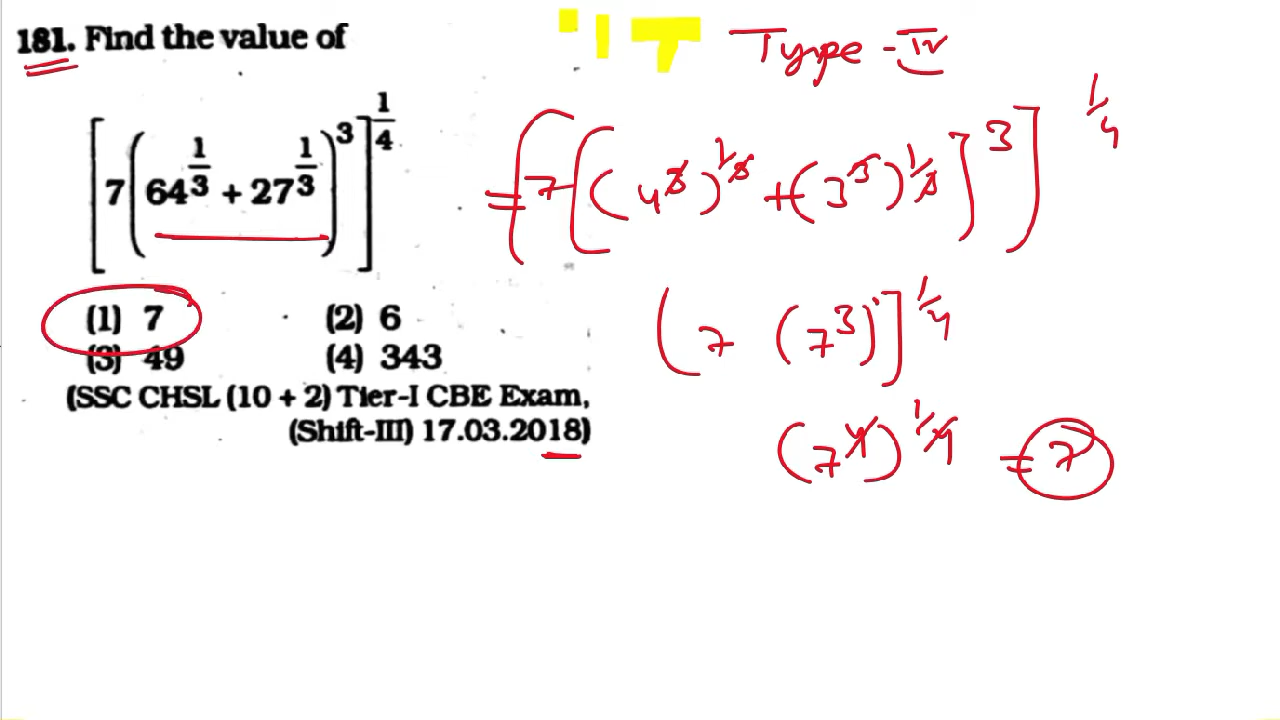 181. Find the value of
[7(64^(1/3) + 27^(1/3))^3]^(1/4)
(1) 7 (2) 6
(3) 49 (4) 343
(SSC CHSL (10 + 2) Tier-I CBE Exam,
(Shift-III) 17.03.2018)
Type - IV
= [7[(4^3)^(1/3) + (3^3)^(1/3)]^3]^(1/4)
[7 (7^3)]^(1/4)
(7^4)^(1/4) = 7